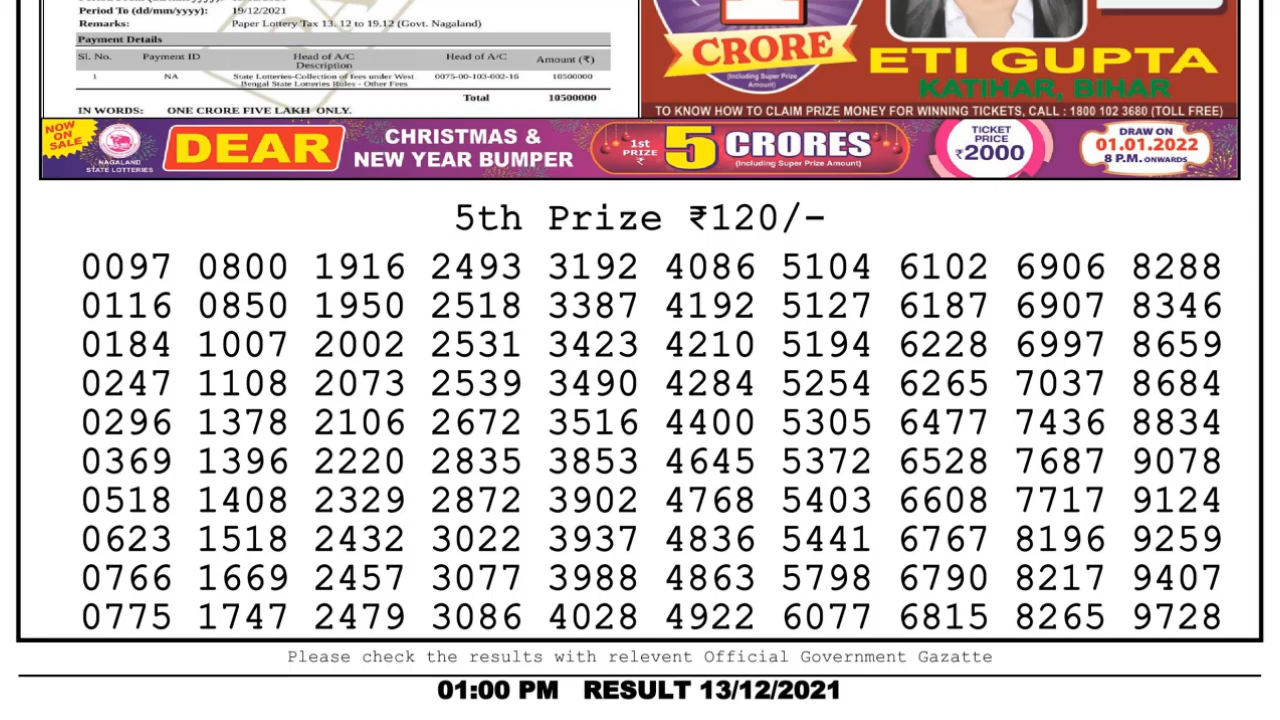 Period To (dd/mm/yyyy): 19/12/2021
Remarks: Paper Lottery Tax 13. 12 to 19.12 (Govt. Nagaland)
Payment Details
Sl. No. Payment ID Head of A/C Description Head of A/C Amount (₹)
1 NA State Lotteries-Collection of fees under West Bengal State Lotteries Rules - Other Fees 0075-00-103-002-16 10500000
Total 10500000
IN WORDS: ONE CRORE FIVE LAKH ONLY.
CRORE
(Including Super Prize Amount)
ETI GUPTA
KATIHAR, BIHAR
TO KNOW HOW TO CLAIM PRIZE MONEY FOR WINNING TICKETS, CALL : 1800 102 3680 (TOLL FREE)
NOW ON SALE
NAGALAND STATE LOTTERIES
DEAR
CHRISTMAS &
NEW YEAR BUMPER
1st PRIZE ₹ 5 CRORES
(Including Super Prize Amount)
TICKET PRICE
₹2000
DRAW ON
01.01.2022
8 P.M. ONWARDS
5th Prize ₹120/-
0097 0800 1916 2493 3192 4086 5104 6102 6906 8288
0116 0850 1950 2518 3387 4192 5127 6187 6907 8346
0184 1007 2002 2531 3423 4210 5194 6228 6997 8659
0247 1108 2073 2539 3490 4284 5254 6265 7037 8684
0296 1378 2106 2672 3516 4400 5305 6477 7436 8834
0369 1396 2220 2835 3853 4645 5372 6528 7687 9078
0518 1408 2329 2872 3902 4768 5403 6608 7717 9124
0623 1518 2432 3022 3937 4836 5441 6767 8196 9259
0766 1669 2457 3077 3988 4863 5798 6790 8217 9407
0775 1747 2479 3086 4028 4922 6077 6815 8265 9728
Please check the results with relevent Official Government Gazatte
01:00 PM RESULT 13/12/2021